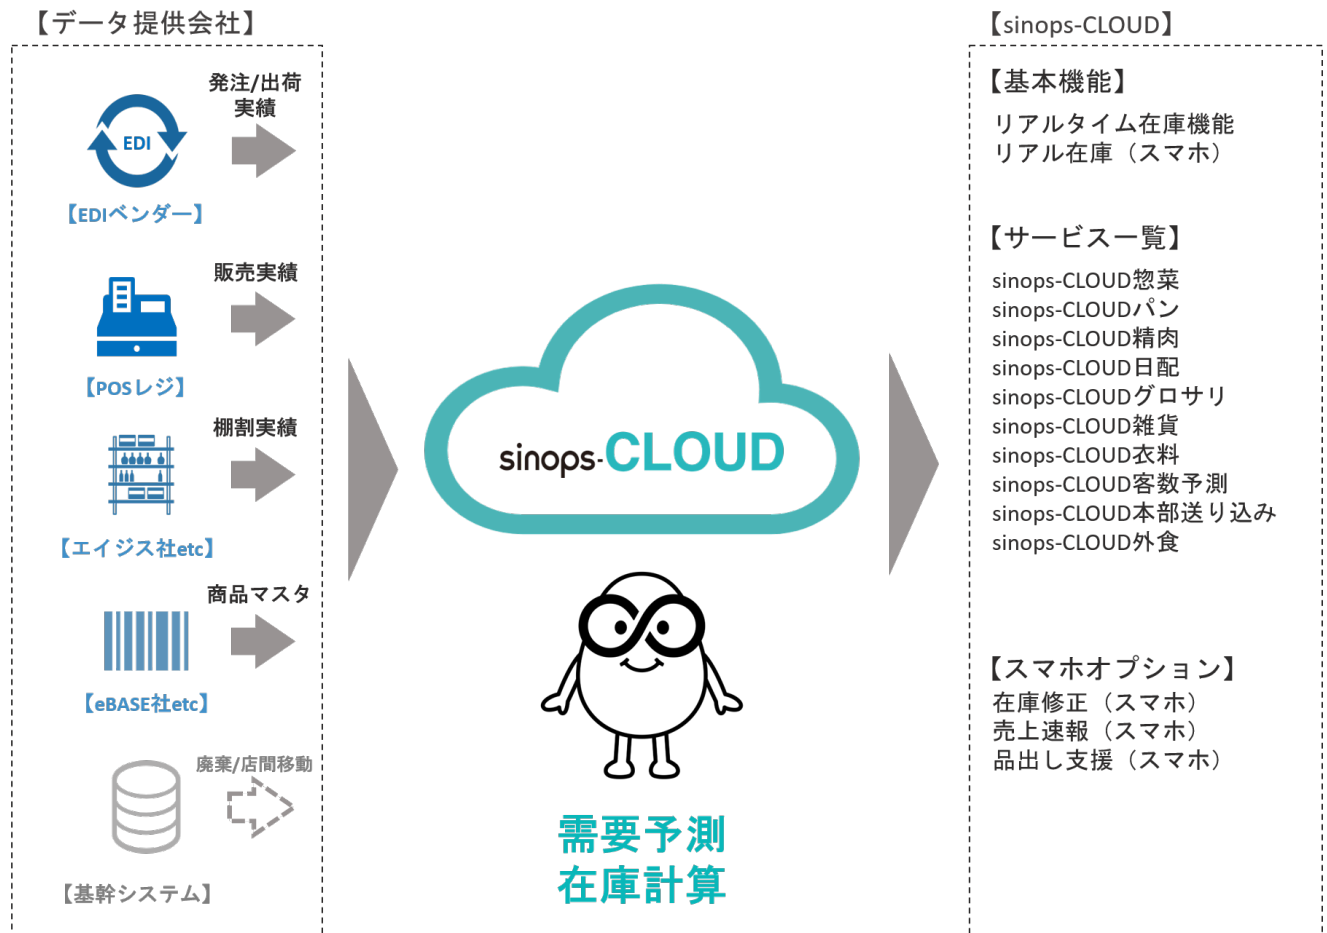 【データ提供会社】
発注/出荷
実績
EDI
【EDIベンダー】
販売実績
【POSレジ】
棚割実績
【エイジス社etc】
商品マスタ
【eBASE社etc】
廃棄/店間移動
【基幹システム】
sinops-CLOUD
需要予測
在庫計算
【sinops-CLOUD】
【基本機能】
リアルタイム在庫機能
リアル在庫（スマホ）
【サービス一覧】
sinops-CLOUD惣菜
sinops-CLOUDパン
sinops-CLOUD精肉
sinops-CLOUD日配
sinops-CLOUDグロサリ
sinops-CLOUD雑貨
sinops-CLOUD衣料
sinops-CLOUD客数予測
sinops-CLOUD本部送り込み
sinops-CLOUD外食
【スマホオプション】
在庫修正（スマホ）
売上速報（スマホ）
品出し支援（スマホ）